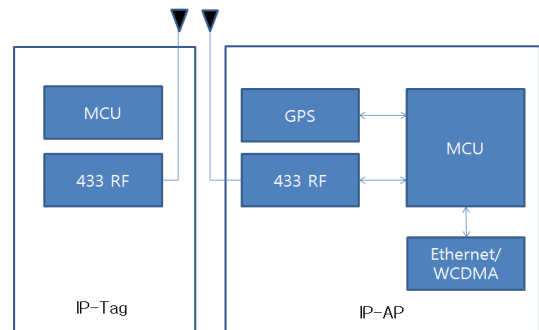 MCU
433 RF
IP-Tag
GPS
433 RF
MCU
Ethernet/
WCDMA
IP-AP